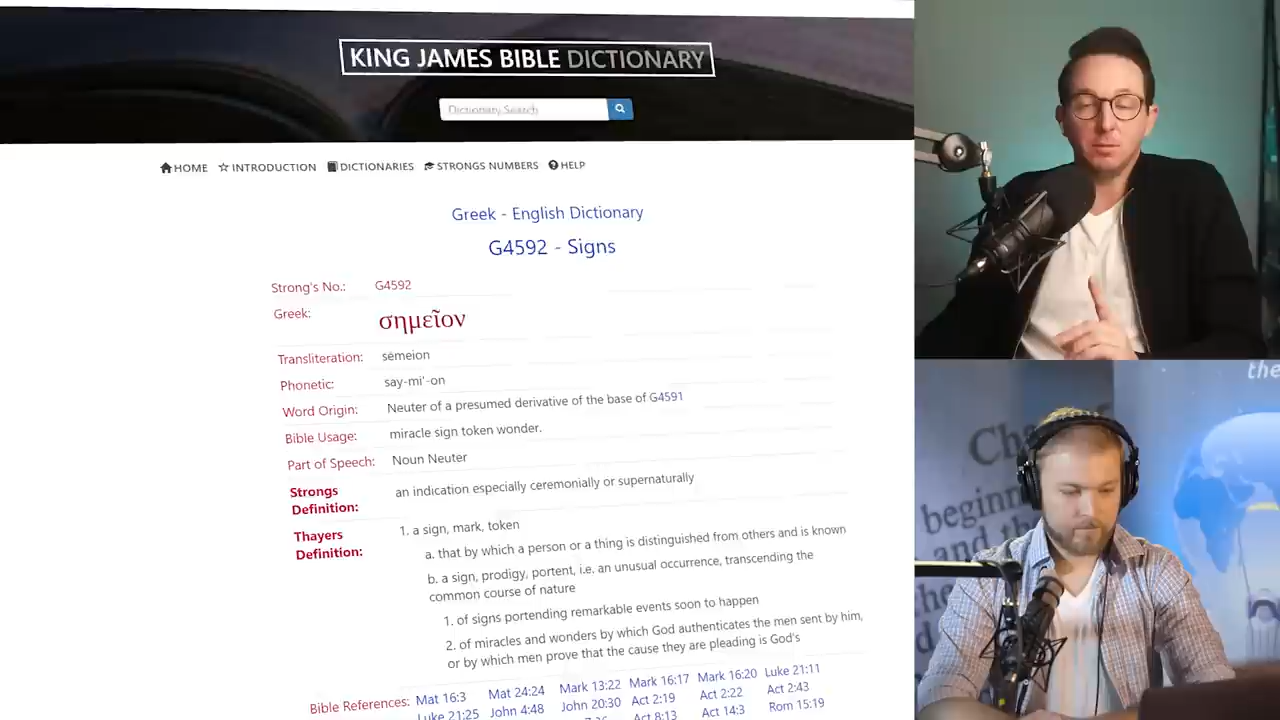 KING JAMES BIBLE DICTIONARY
Dictionary Search
HOME INTRODUCTION DICTIONARIES STRONGS NUMBERS HELP
Greek - English Dictionary
G4592 - Signs
Strong's No.: G4592
Greek: σημεῖον
Transliteration: sēmeion
Phonetic: say-mi'-on
Word Origin: Neuter of a presumed derivative of the base of G4591
Bible Usage: miracle sign token wonder.
Part of Speech: Noun Neuter
Strongs
Definition:
an indication especially ceremonially or supernaturally
Thayers
Definition:
1. a sign, mark, token
a. that by which a person or a thing is distinguished from others and is known
b. a sign, prodigy, portent, i.e. an unusual occurrence, transcending the
common course of nature
1. of signs portending remarkable events soon to happen
2. of miracles and wonders by which God authenticates the men sent by him,
or by which men prove that the cause they are pleading is God's
Bible References: Mat 16:3 Mat 24:24 Mark 13:22 Mark 16:17 Mark 16:20 Luke 21:11
Luke 21:25 John 4:48 John 20:30 Act 2:19 Act 2:22 Act 2:43
Act 8:13 Act 14:3 Rom 15:19
the
beginn
and th